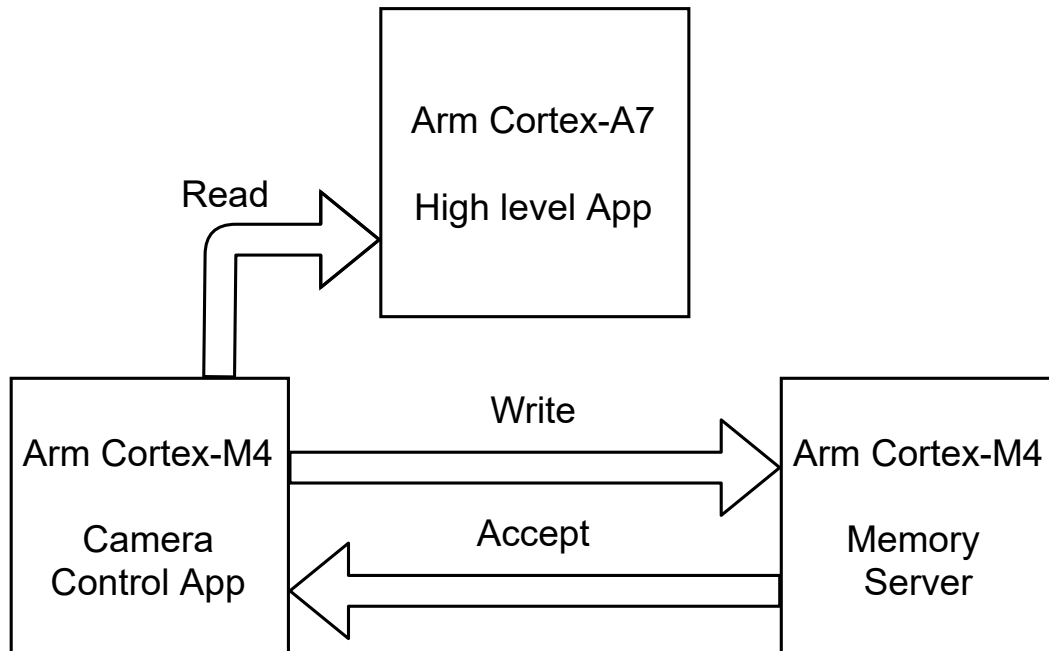 Arm Cortex-A7
High level App
Read
Write
Arm Cortex-M4
Camera
Control App
Accept
Arm Cortex-M4
Memory
Server